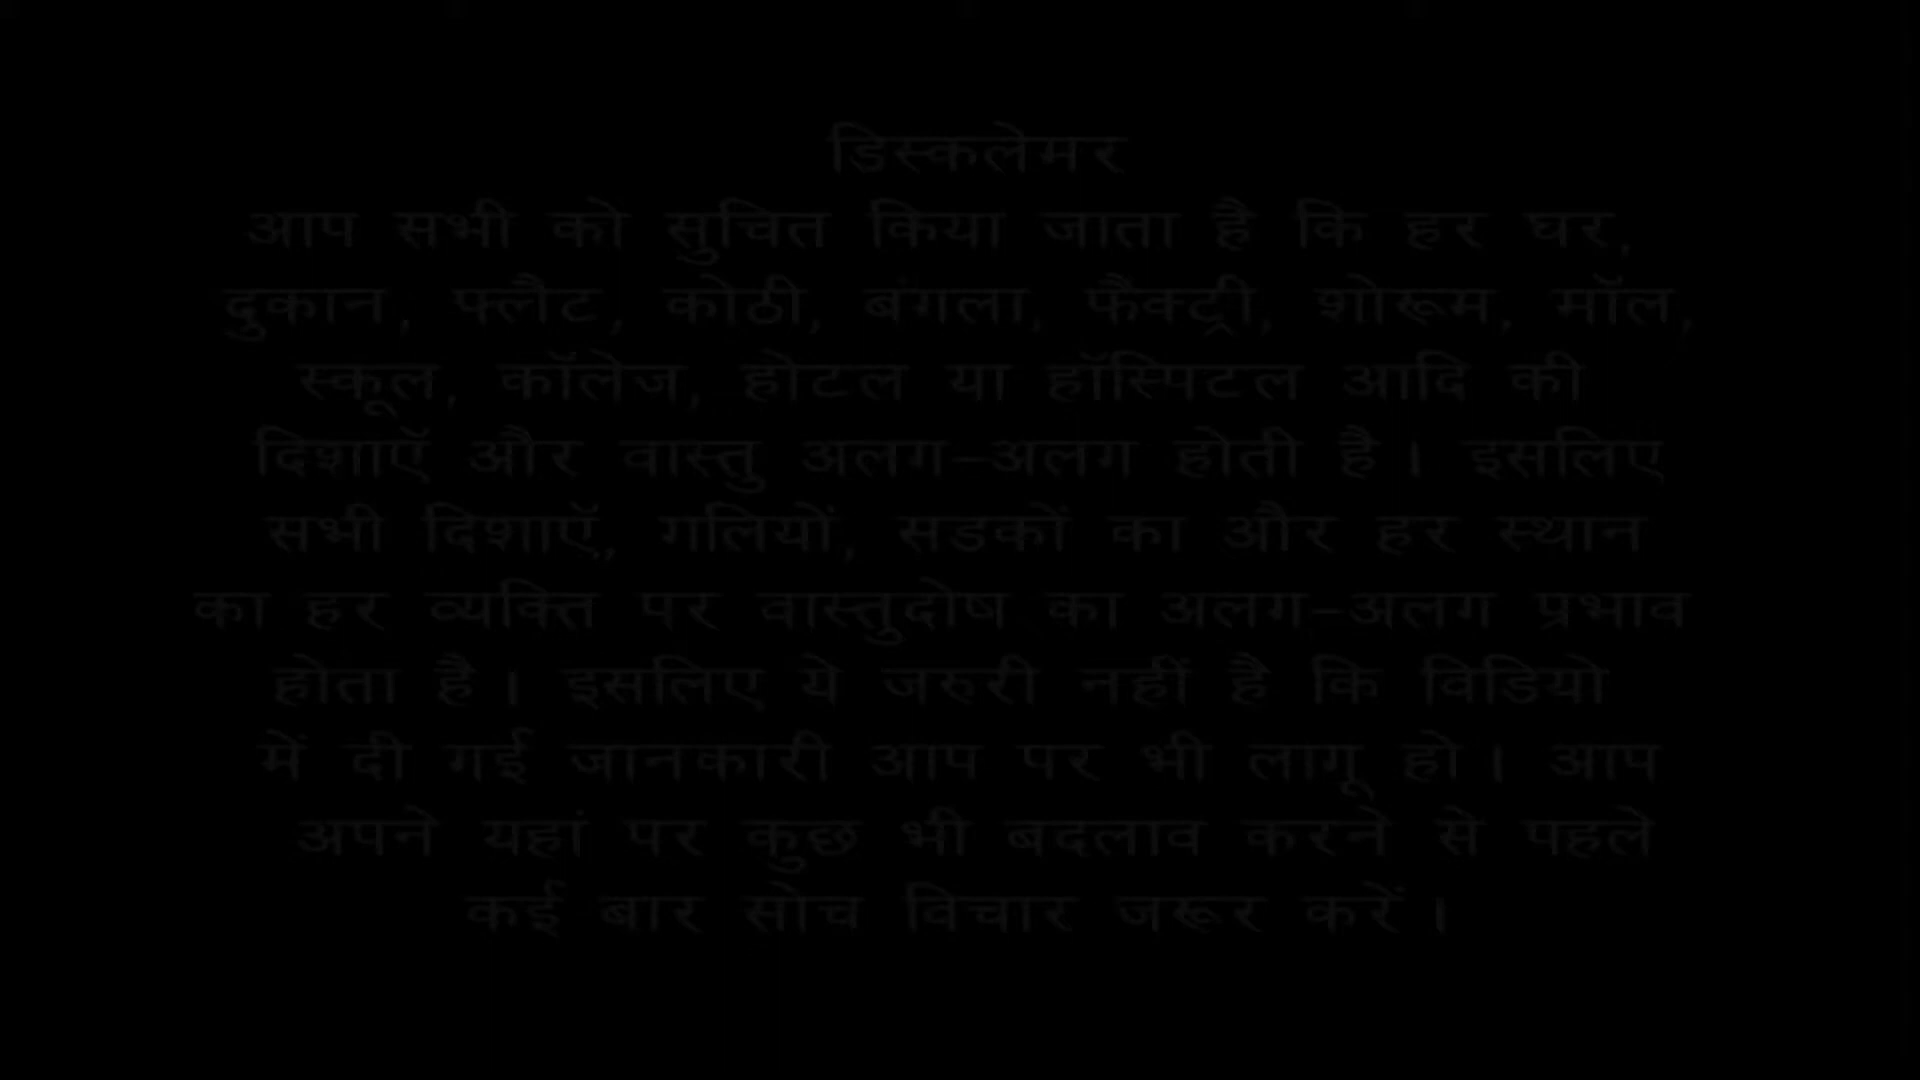 डिस्कलेमर
आप सभी को सुचित किया जाता है कि हर घर,
दुकान, फ्लैट, कोठी, बंगला, फैक्ट्री, शोरूम, मॉल,
स्कूल, कॉलेज, होटल या हॉस्पिटल आदि की
दिशाऍ और वास्तु अलग–अलग होती है। इसलिए
सभी दिशाऍ,, गलियों, सडकों का और हर स्थान
का हर व्यक्ति पर वास्तुदोष का अलग–अलग प्रभाव
होता है। इसलिए ये जरुरी नहीं है कि विडियो
में दी गई जानकारी आप पर भी लागू हो। आप
अपने यहां पर कुछ भी बदलाव करने से पहले
कई बार सोच विचार जरूर करें।